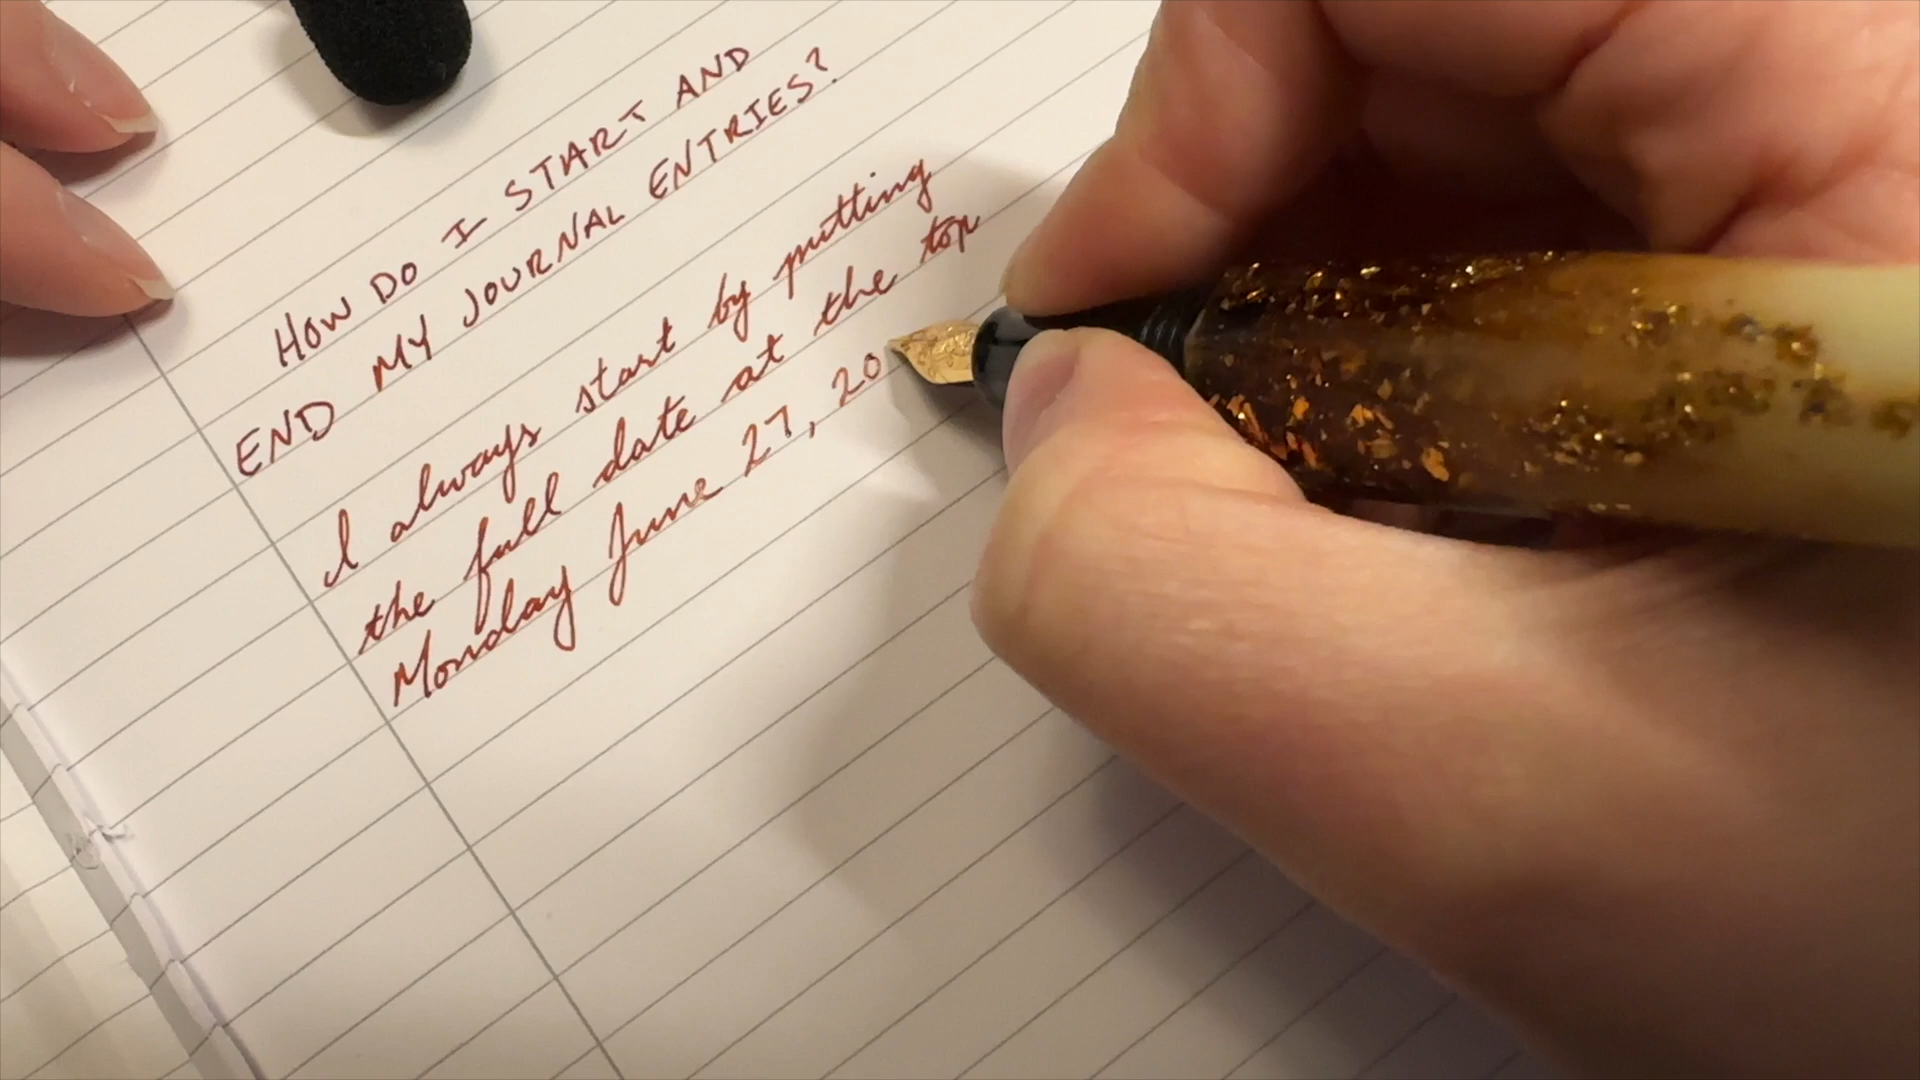 HOW DO I START AND
END MY JOURNAL ENTRIES?
I always start by putting
the full date at the top
Monday June 27, 20